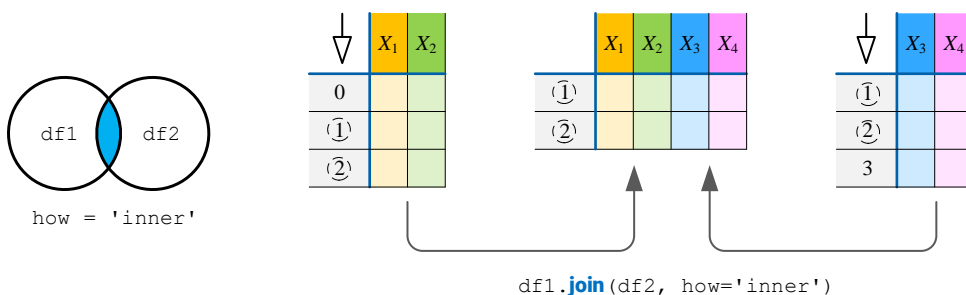 df1 df2
how = 'inner'
X1 X2
0
1
2
X1 X2 X3 X4
1
2
X3 X4
1
2
3
df1.join(df2, how='inner')